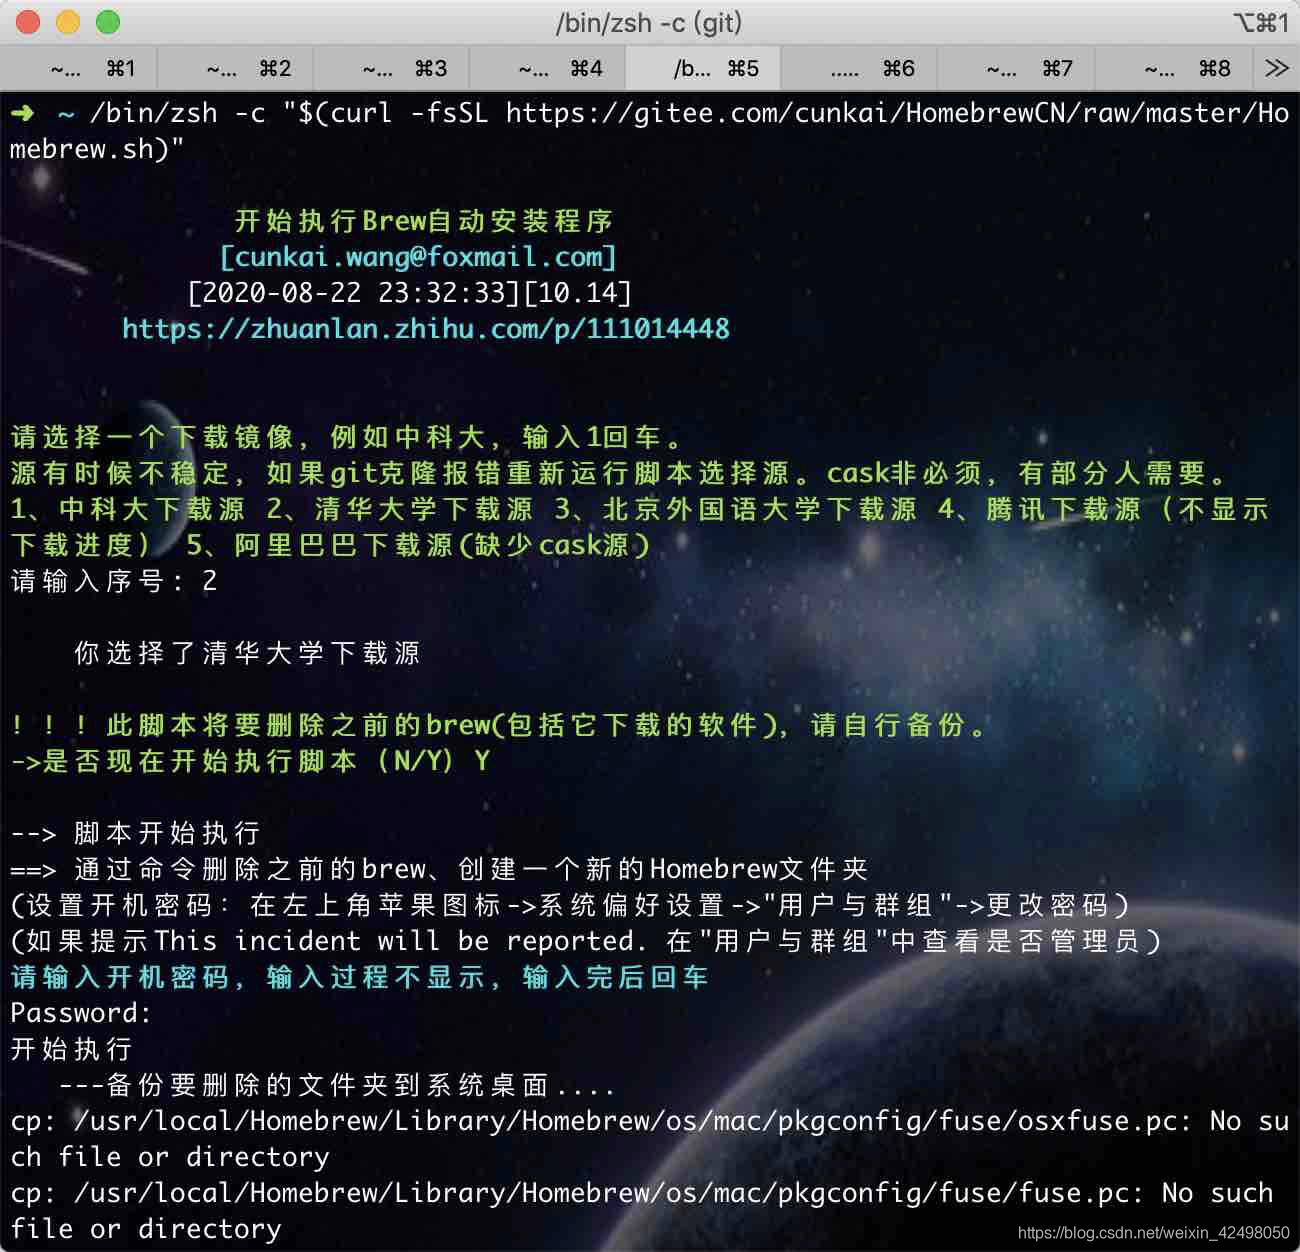 /bin/zsh -c (git)
⌥⌘1
~... ⌘1 ~... ⌘2 ~... ⌘3 ~... ⌘4 /b... ⌘5 ..... ⌘6 ~... ⌘7 ~... ⌘8 >>
➜ ~ /bin/zsh -c "$(curl -fsSL https://gitee.com/cunkai/HomebrewCN/raw/master/Ho
mebrew.sh)"
开始执行Brew自动安装程序
[cunkai.wang@foxmail.com]
[2020-08-22 23:32:33][10.14]
https://zhuanlan.zhihu.com/p/111014448
请选择一个下载镜像，例如中科大，输入1回车。
源有时候不稳定，如果git克隆报错重新运行脚本选择源。cask非必须，有部分人需要。
1、中科大下载源 2、清华大学下载源 3、北京外国语大学下载源 4、腾讯下载源（不显示
下载进度） 5、阿里巴巴下载源(缺少cask源)
请输入序号: 2
你选择了清华大学下载源
！！！此脚本将要删除之前的brew(包括它下载的软件)，请自行备份。
->是否现在开始执行脚本（N/Y）Y
--> 脚本开始执行
==> 通过命令删除之前的brew、创建一个新的Homebrew文件夹
(设置开机密码：在左上角苹果图标->系统偏好设置->"用户与群组"->更改密码)
(如果提示This incident will be reported. 在"用户与群组"中查看是否管理员)
请输入开机密码，输入过程不显示，输入完后回车
Password:
开始执行
---备份要删除的文件夹到系统桌面....
cp: /usr/local/Homebrew/Library/Homebrew/os/mac/pkgconfig/fuse/osxfuse.pc: No su
ch file or directory
cp: /usr/local/Homebrew/Library/Homebrew/os/mac/pkgconfig/fuse/fuse.pc: No such
file or directory
https://blog.csdn.net/weixin_42498050